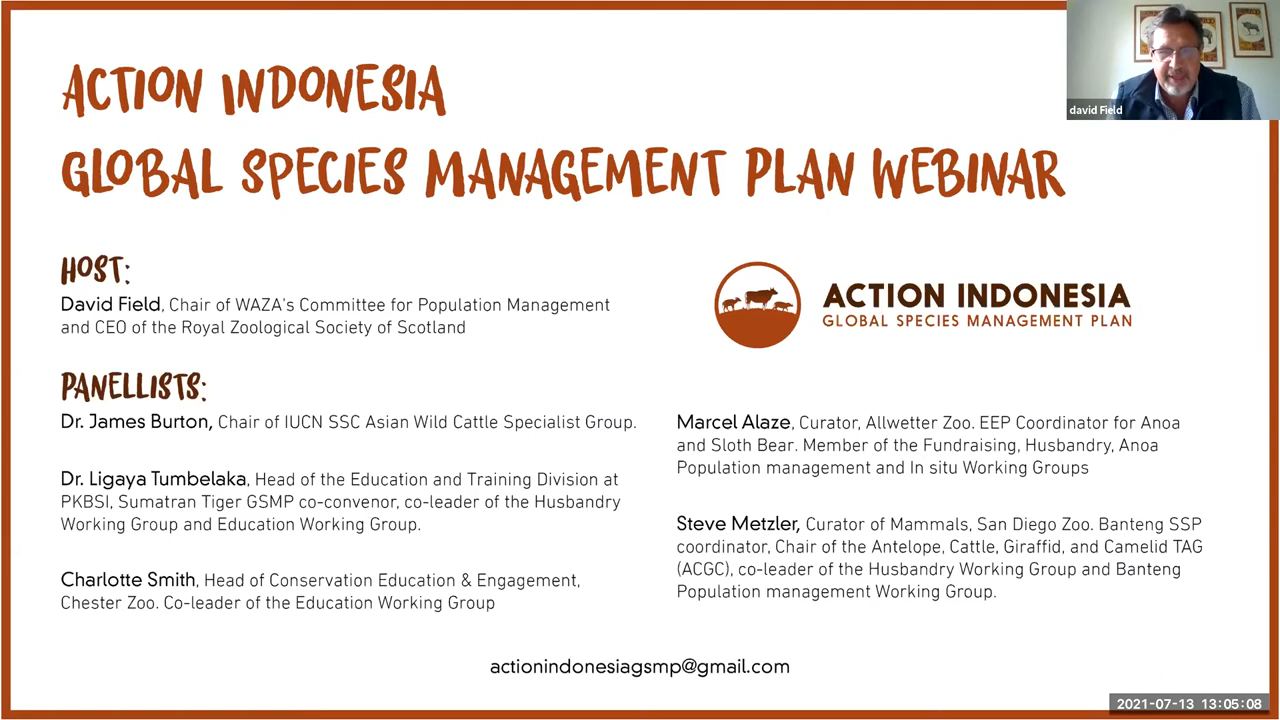 ACTION INDONESIA
GLOBAL SPECIES MANAGEMENT PLAN WEBINAR
david Field
HOST:
David Field, Chair of WAZA's Committee for Population Management
and CEO of the Royal Zoological Society of Scotland
ACTION INDONESIA
GLOBAL SPECIES MANAGEMENT PLAN
PANELLISTS:
Dr. James Burton, Chair of IUCN SSC Asian Wild Cattle Specialist Group.
Dr. Ligaya Tumbelaka, Head of the Education and Training Division at
PKBSI, Sumatran Tiger GSMP co-convenor, co-leader of the Husbandry
Working Group and Education Working Group.
Charlotte Smith, Head of Conservation Education & Engagement,
Chester Zoo. Co-leader of the Education Working Group
Marcel Alaze, Curator, Allwetter Zoo. EEP Coordinator for Anoa
and Sloth Bear. Member of the Fundraising, Husbandry, Anoa
Population management and In situ Working Groups
Steve Metzler, Curator of Mammals, San Diego Zoo. Banteng SSP
coordinator, Chair of the Antelope, Cattle, Giraffid, and Camelid TAG
(ACGC), co-leader of the Husbandry Working Group and Banteng
Population management Working Group.
actionindonesiagsmp@gmail.com
2021-07-13 13:05:08